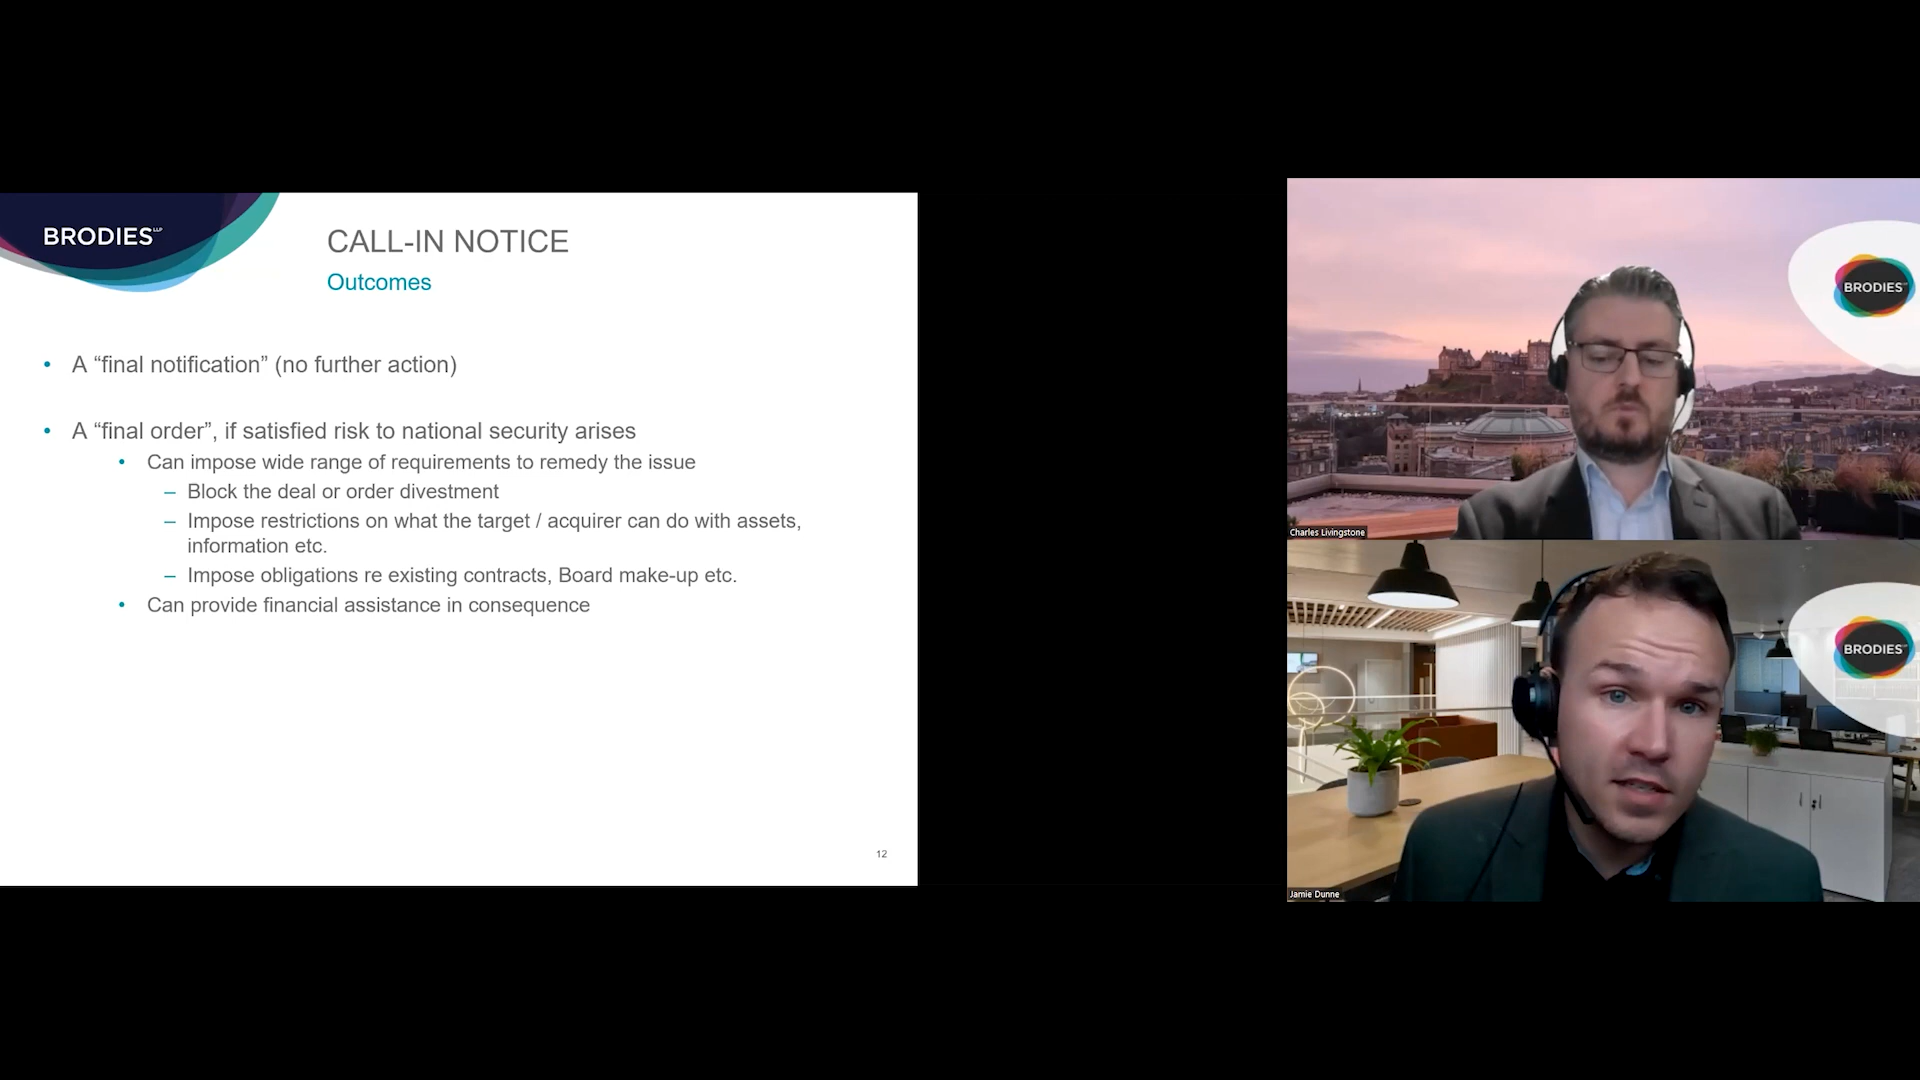 BRODIES LLP
CALL-IN NOTICE
Outcomes
• A “final notification” (no further action)
• A “final order”, if satisfied risk to national security arises
• Can impose wide range of requirements to remedy the issue
– Block the deal or order divestment
– Impose restrictions on what the target / acquirer can do with assets,
information etc.
– Impose obligations re existing contracts, Board make-up etc.
• Can provide financial assistance in consequence
12
BRODIES
Charles Livingstone
BRODIES
Jamie Dunne